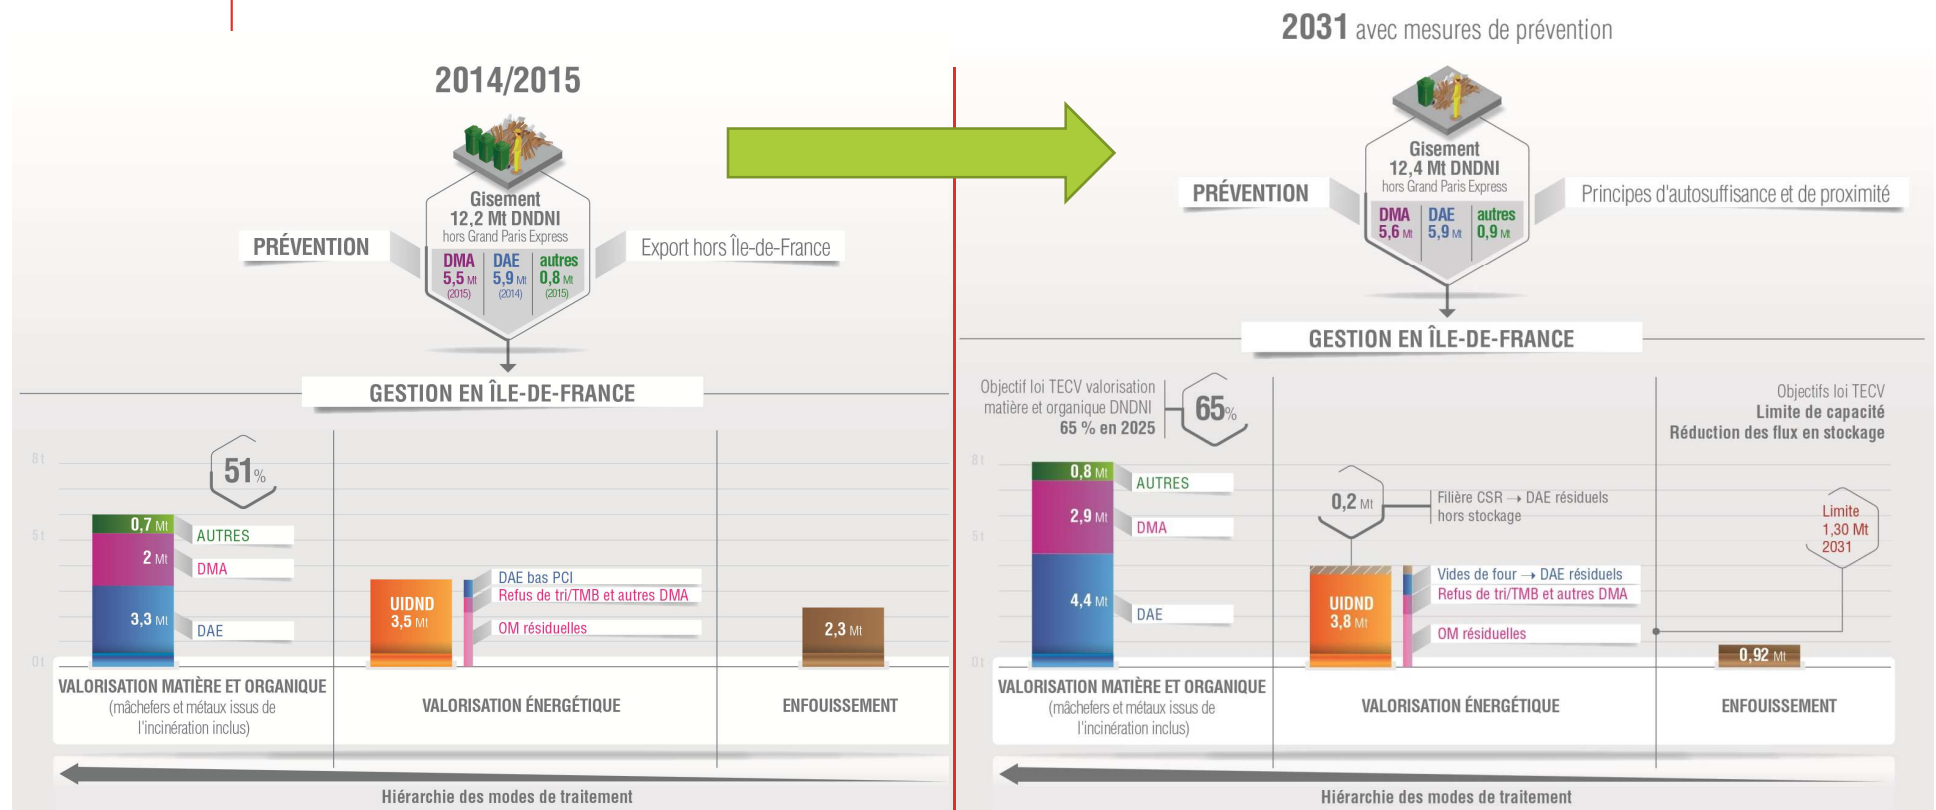 2014/2015
Gisement
12,2 Mt DNDNI
hors Grand Paris Express
DMA DAE autres
5,5 Mt 5,9 Mt 0,8 Mt
(2015) (2014) (2015)
PRÉVENTION
Export hors Île-de-France
GESTION EN ÎLE-DE-FRANCE
51%
8 t
5 t
0 t
0,7 Mt
AUTRES
2 Mt
DMA
3,3 Mt
DAE
UIDND
3,5 Mt
DAE bas PCI
Refus de tri/TMB et autres DMA
OM résiduelles
2,3 Mt
VALORISATION MATIÈRE ET ORGANIQUE
(mâchefers et métaux issus de
l'incinération inclus)
VALORISATION ÉNERGÉTIQUE
ENFOUISSEMENT
Hiérarchie des modes de traitement
2031 avec mesures de prévention
Gisement
12,4 Mt DNDNI
hors Grand Paris Express
DMA DAE autres
5,6 Mt 5,9 Mt 0,9 Mt
PRÉVENTION
Principes d'autosuffisance et de proximité
GESTION EN ÎLE-DE-FRANCE
Objectif loi TECV valorisation
matière et organique DNDNI
65 % en 2025
65%
Objectifs loi TECV
Limite de capacité
Réduction des flux en stockage
8 t
5 t
0 t
0,8 Mt
AUTRES
2,9 Mt
DMA
4,4 Mt
DAE
0,2 Mt
Filière CSR → DAE résiduels
hors stockage
UIDND
3,8 Mt
Vides de four → DAE résiduels
Refus de tri/TMB et autres DMA
OM résiduelles
Limite
1,30 Mt
2031
0,92 Mt
VALORISATION MATIÈRE ET ORGANIQUE
(mâchefers et métaux issus de
l'incinération inclus)
VALORISATION ÉNERGÉTIQUE
ENFOUISSEMENT
Hiérarchie des modes de traitement